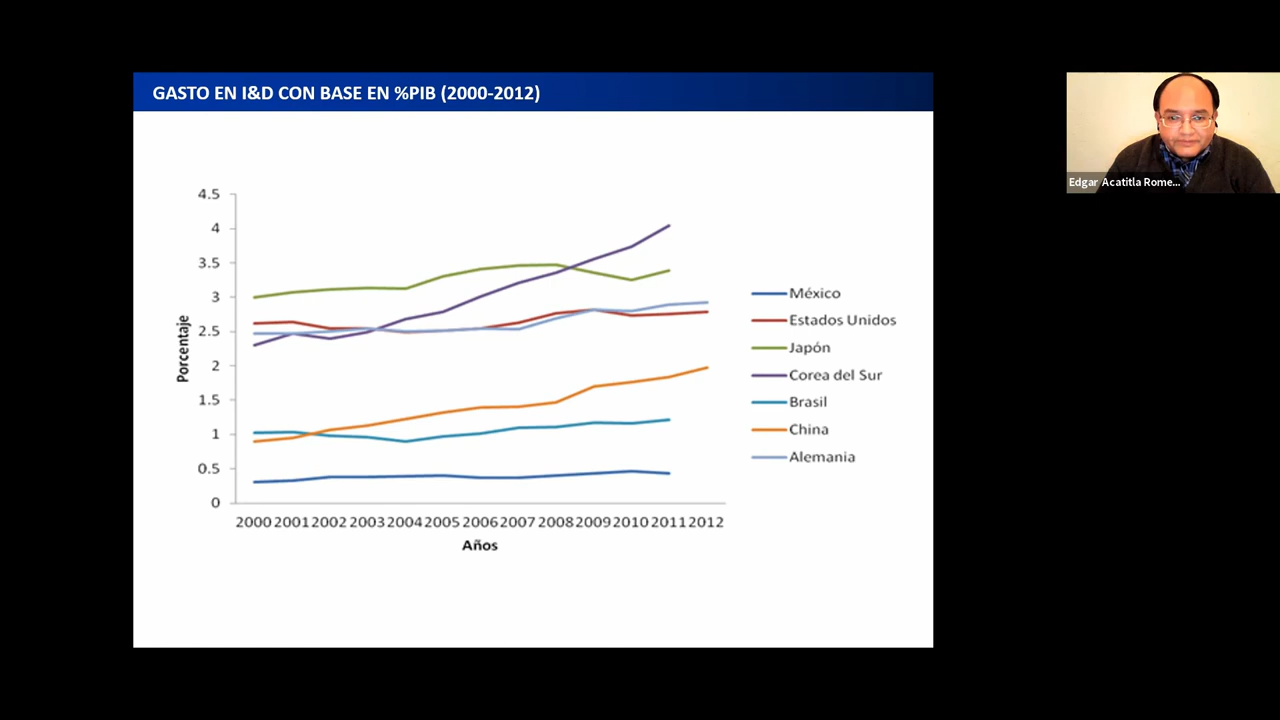 GASTO EN I&D CON BASE EN %PIB (2000-2012)
Edgar Acatitla Rome...
4.5
4
3.5
3
2.5
2
1.5
1
0.5
0
Porcentaje
2000 2001 2002 2003 2004 2005 2006 2007 2008 2009 2010 2011 2012
Años
México
Estados Unidos
Japón
Corea del Sur
Brasil
China
Alemania